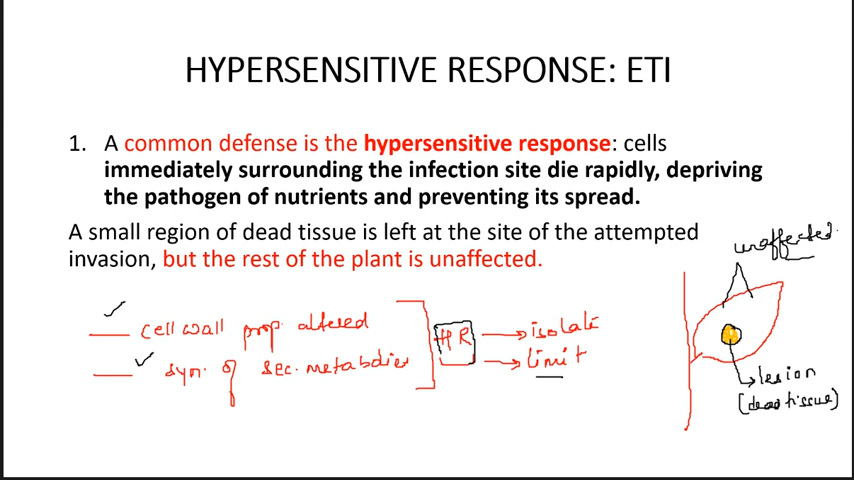 HYPERSENSITIVE RESPONSE: ETI
1. A common defense is the hypersensitive response: cells
immediately surrounding the infection site die rapidly, depriving
the pathogen of nutrients and preventing its spread.
A small region of dead tissue is left at the site of the attempted
invasion, but the rest of the plant is unaffected.
unaffected.
cell wall prop. altered
syn. of sec. metabolier
HR
isolate
limit
lesion
(dead tissue)